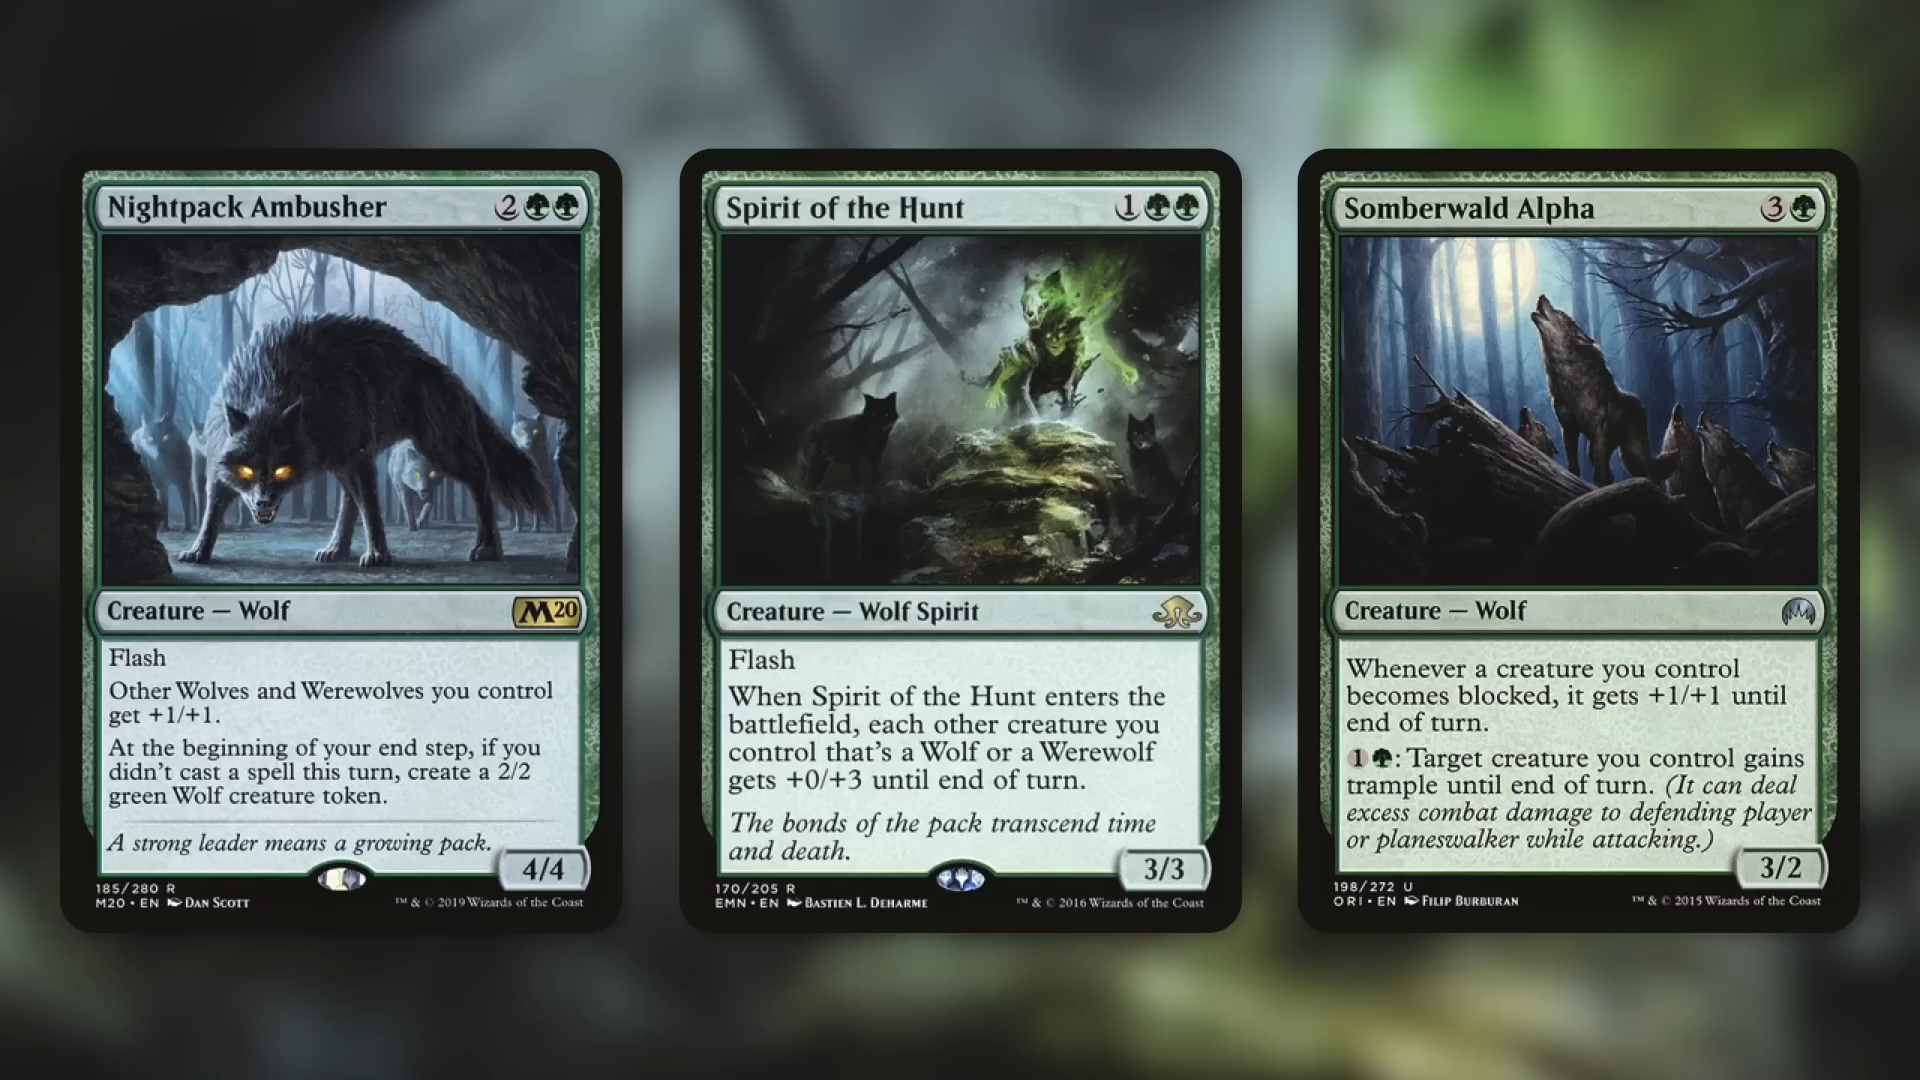 Nightpack Ambusher 2
Creature — Wolf
M20
Flash
Other Wolves and Werewolves you control
get +1/+1.
At the beginning of your end step, if you
didn't cast a spell this turn, create a 2/2
green Wolf creature token.
A strong leader means a growing pack.
4/4
185/280 R
M20 • EN Dan Scott
™ & © 2019 Wizards of the Coast
Spirit of the Hunt 1
Creature — Wolf Spirit
Flash
When Spirit of the Hunt enters the
battlefield, each other creature you
control that's a Wolf or a Werewolf
gets +0/+3 until end of turn.
The bonds of the pack transcend time
and death.
3/3
170/205 R
EMN • EN Bastien L. Deharme
™ & © 2016 Wizards of the Coast
Somberwald Alpha 3
Creature — Wolf
Whenever a creature you control
becomes blocked, it gets +1/+1 until
end of turn.
1 : Target creature you control gains
trample until end of turn. (It can deal
excess combat damage to defending player
or planeswalker while attacking.)
3/2
198/272 U
ORI • EN Filip Burburan
™ & © 2015 Wizards of the Coast